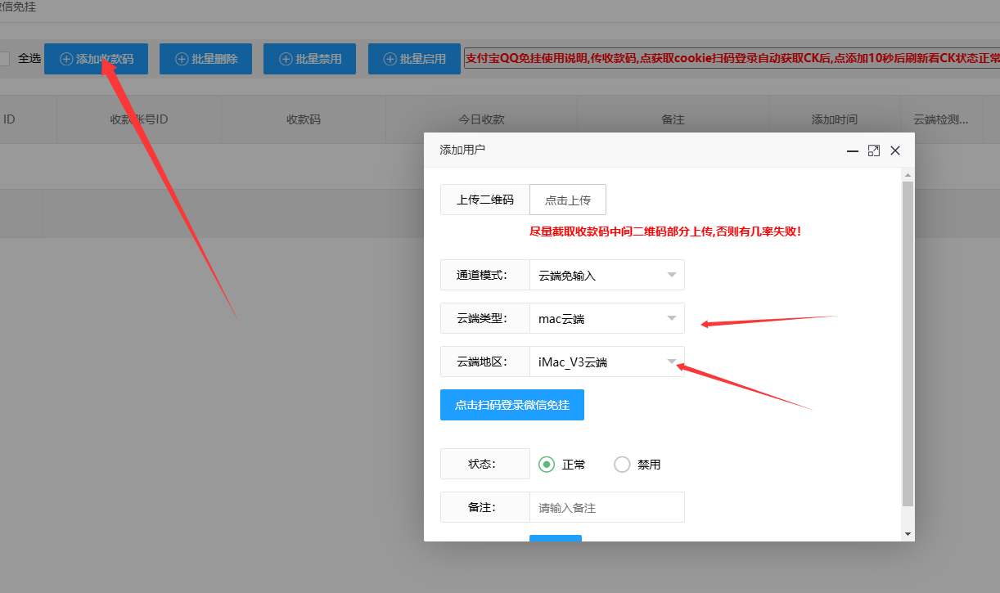 信免挂
全选
添加收款码
批量删除
批量禁用
批量启用
支付宝QQ免挂使用说明,传收款码,点获取cookie扫码登录自动获取CK后,点添加10秒后刷新看CK状态正常
ID
收款账号ID
收款码
今日收款
备注
添加时间
云端检测...
添加用户
上传二维码
点击上传
尽量截取收款码中间二维码部分上传,否则有几率失败!
通道模式:
云端免输入
云端类型:
mac云端
云端地区:
iMac_V3云端
点击扫码登录微信免挂
状态:
正常
禁用
备注:
请输入备注